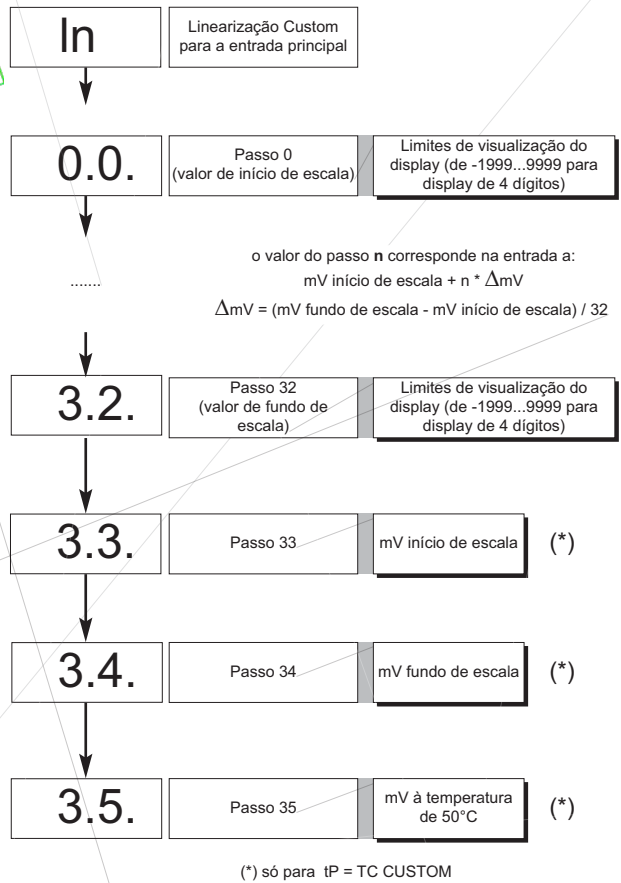 In
Linearização Custom
para a entrada principal
0.0.
Passo 0
(valor de início de escala)
Limites de visualização do
display (de -1999...9999 para
display de 4 dígitos)
.......
o valor do passo n corresponde na entrada a:
mV início de escala + n * ΔmV
ΔmV = (mV fundo de escala - mV início de escala) / 32
3.2.
Passo 32
(valor de fundo de
escala)
Limites de visualização do
display (de -1999...9999 para
display de 4 dígitos)
3.3.
Passo 33
mV início de escala
(*)
3.4.
Passo 34
mV fundo de escala
(*)
3.5.
Passo 35
mV à temperatura
de 50°C
(*)
(*) só para tP = TC CUSTOM